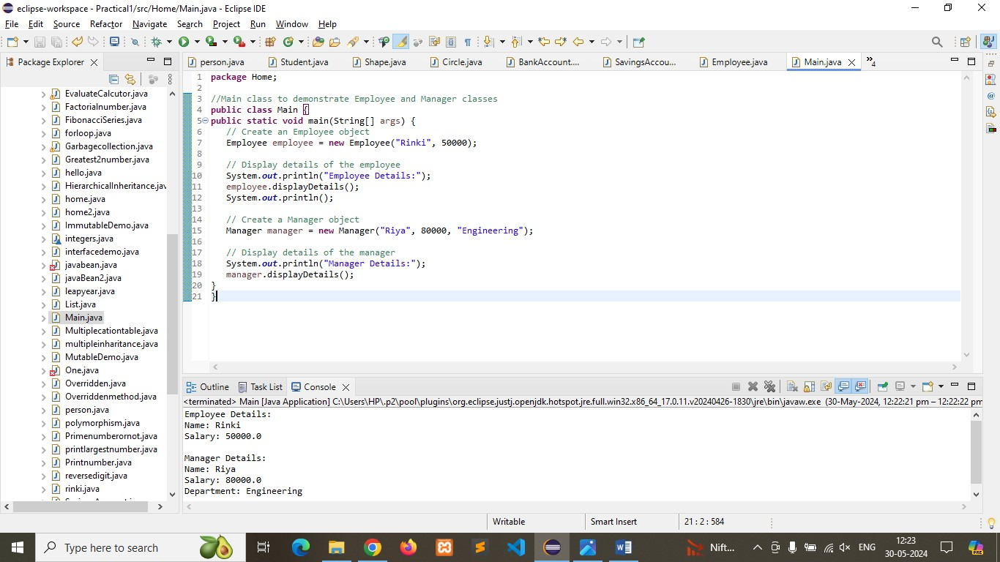 eclipse-workspace - Practical1/src/Home/Main.java - Eclipse IDE
File Edit Source Refactor Navigate Search Project Run Window Help
Package Explorer
person.java Student.java Shape.java Circle.java BankAccount.... SavingsAccou... Employee.java Main.java »4
EvaluateCalcutor.java
Factorialnumber.java
FibonacciSeries.java
forloop.java
Garbagecollection.java
Greatest2number.java
hello.java
HierarchicalInheritance.jav
home.java
home2.java
ImmutableDemo.java
integers.java
interfacedemo.java
javabean.java
javaBean2.java
leapyear.java
List.java
Main.java
Multiplecationtable.java
multipleinharitance.java
MutableDemo.java
One.java
Overridden.java
Overriddenmethod.java
person.java
polymorphism.java
Primenumberornot.java
printlargestnumber.java
Printnumber.java
reversedigit.java
rinki.java
1 package Home;
2
3 //Main class to demonstrate Employee and Manager classes
4 public class Main {
5 public static void main(String[] args) {
6 // Create an Employee object
7 Employee employee = new Employee("Rinki", 50000);
8
9 // Display details of the employee
10 System.out.println("Employee Details:");
11 employee.displayDetails();
12 System.out.println();
13
14 // Create a Manager object
15 Manager manager = new Manager("Riya", 80000, "Engineering");
16
17 // Display details of the manager
18 System.out.println("Manager Details:");
19 manager.displayDetails();
20 }
21 }
Outline Task List Console
<terminated> Main [Java Application] C:\Users\HP\.p2\pool\plugins\org.eclipse.justj.openjdk.hotspot.jre.full.win32.x86_64_17.0.11.v20240426-1830\jre\bin\javaw.exe (30-May-2024, 12:22:21 pm – 12:22:22 pm
Employee Details:
Name: Rinki
Salary: 50000.0

Manager Details:
Name: Riya
Salary: 80000.0
Department: Engineering
Writable Smart Insert 21 : 2 : 584
Type here to search
Nift... ENG
12:23
30-05-2024
PRE